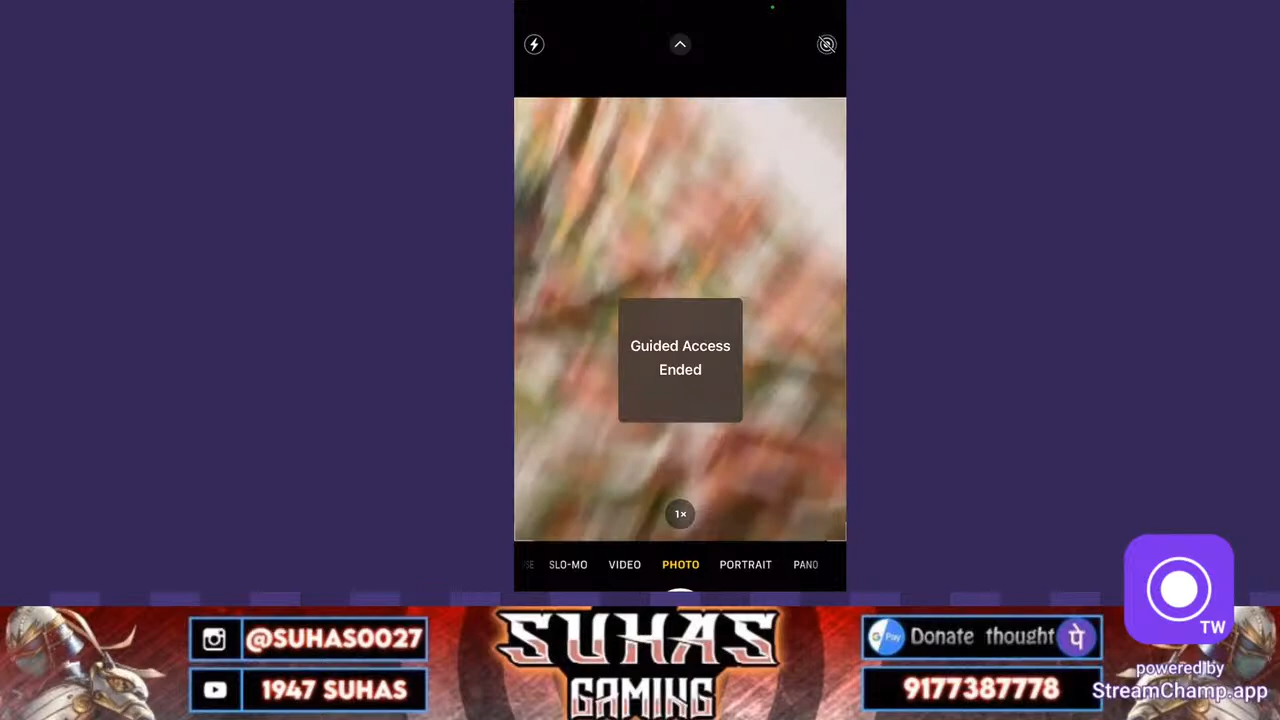 Guided Access
Ended
1×
SLO-MO VIDEO PHOTO PORTRAIT PANO
@SUHAS0027
1947 SUHAS
SUHAS
GAMING
G Pay Donate thought पे
9177387778
TW
powered by
StreamChamp.app